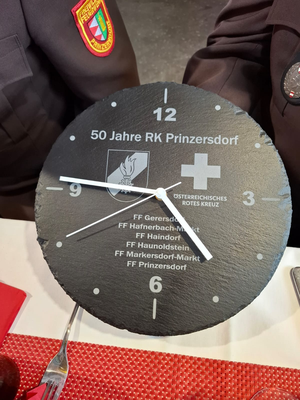 12
50 Jahre RK Prinzersdorf
ÖSTERREICHISCHES
ROTES KREUZ
9
3
FF Gersdorf
FF Hafnerbach-Markt
FF Haindorf
FF Haunoldstein
FF Markersdorf-Markt
FF Prinzersdorf
6